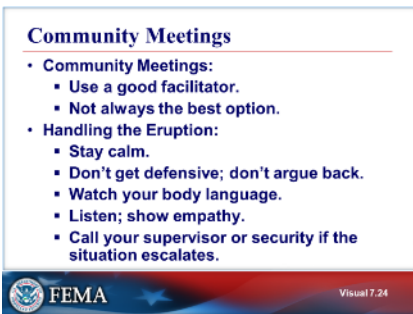 Community Meetings
• Community Meetings:
▪ Use a good facilitator.
▪ Not always the best option.
• Handling the Eruption:
▪ Stay calm.
▪ Don't get defensive; don't argue back.
▪ Watch your body language.
▪ Listen; show empathy.
▪ Call your supervisor or security if the
situation escalates.
FEMA
Visual 7.24